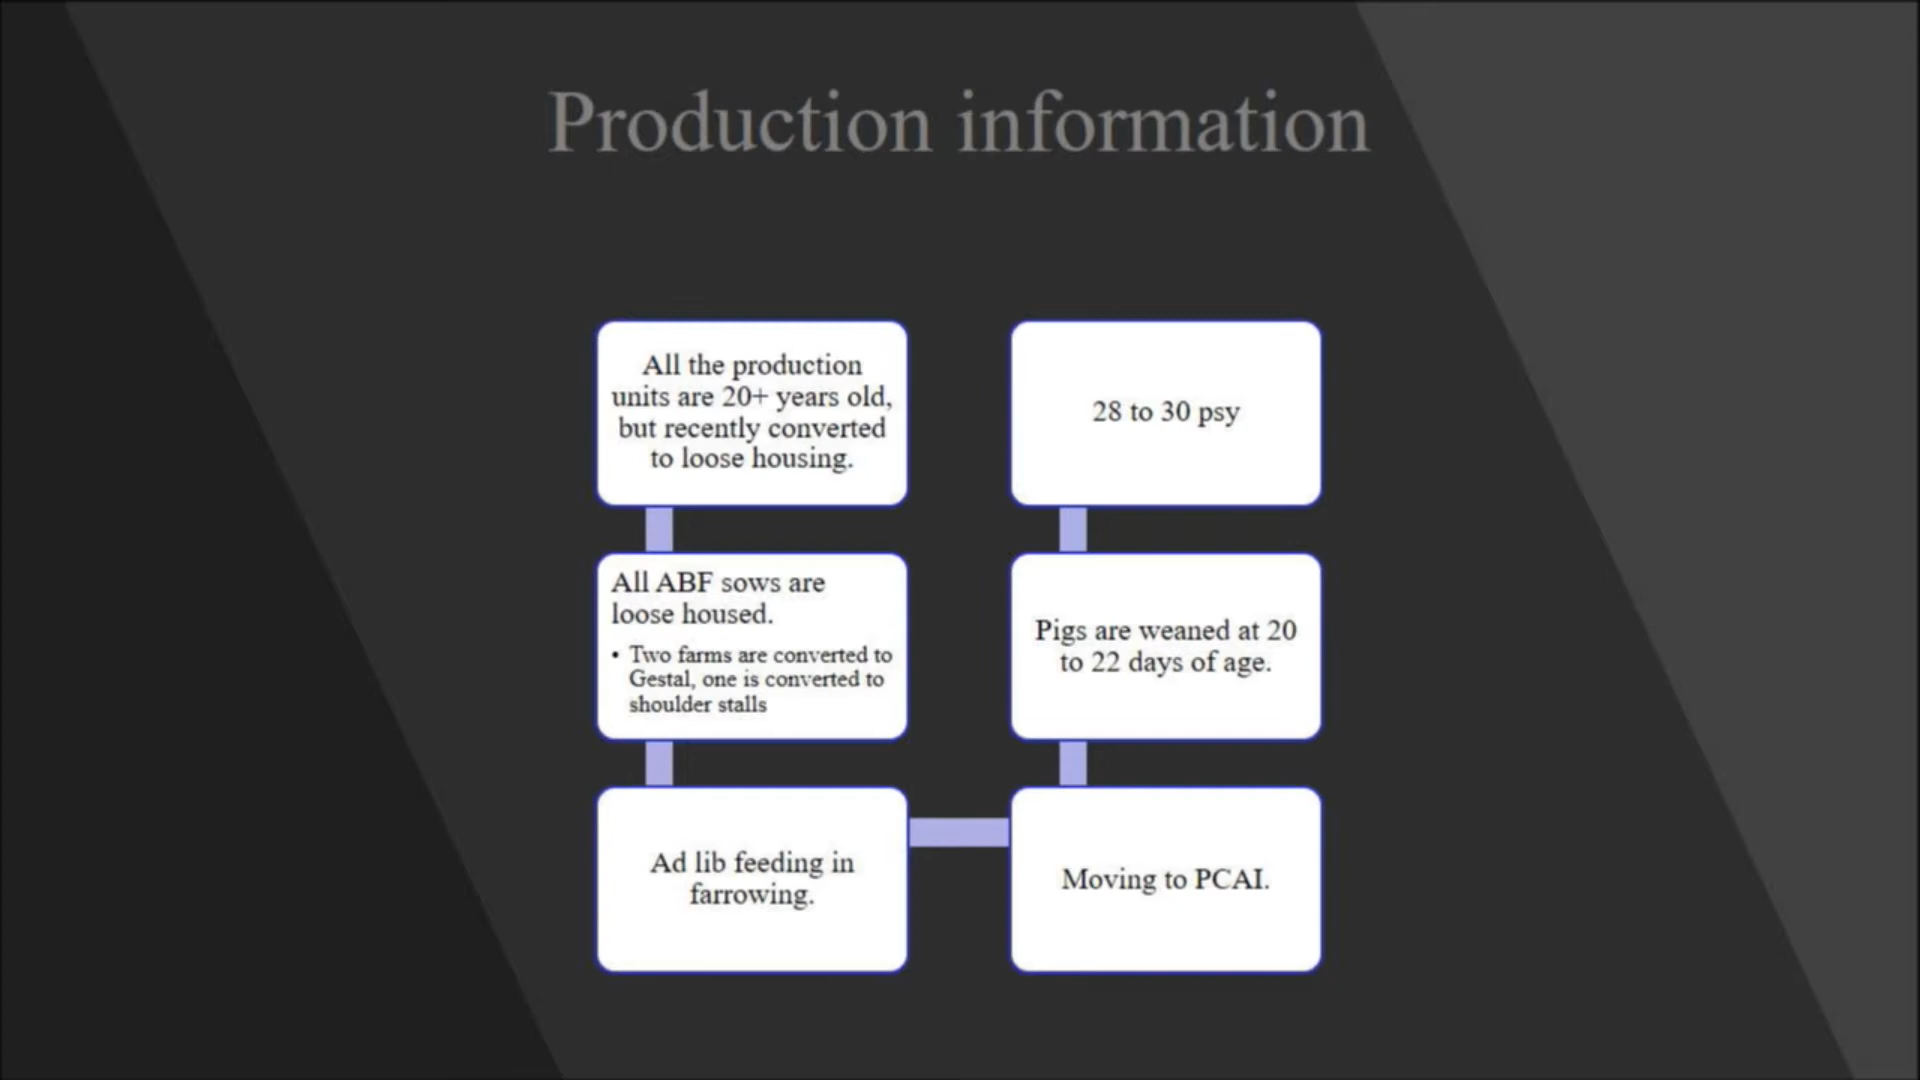 Production information
All the production
units are 20+ years old,
but recently converted
to loose housing.
All ABF sows are
loose housed.
• Two farms are converted to
Gestal, one is converted to
shoulder stalls
Ad lib feeding in
farrowing.
Moving to PCAI.
Pigs are weaned at 20
to 22 days of age.
28 to 30 psy